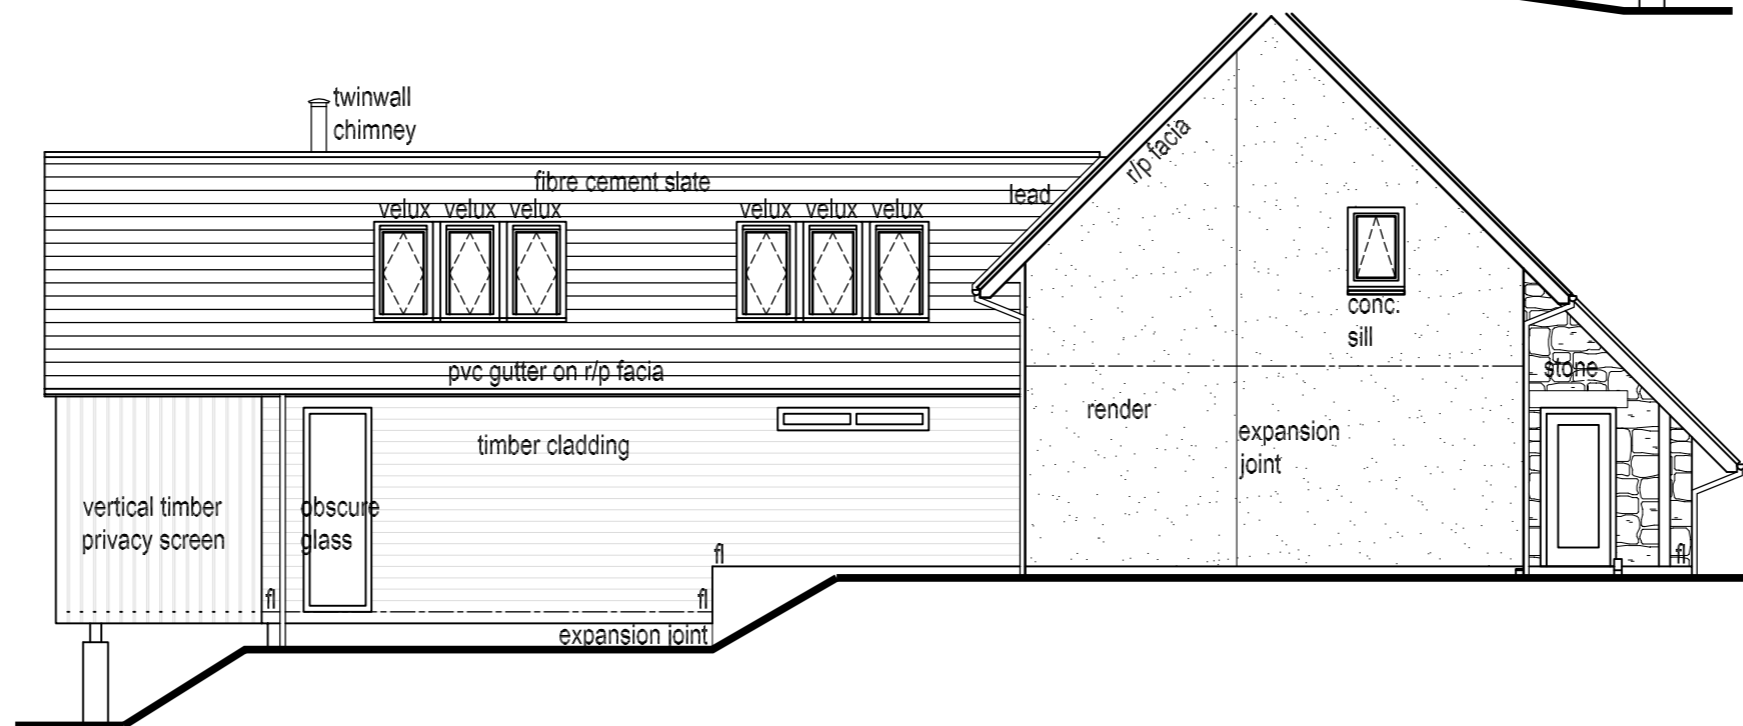 twinwall
chimney
fibre cement slate
lead
r/p facia
velux velux velux
velux velux velux
conc.
sill
pvc gutter on r/p facia
stone
render
expansion
joint
timber cladding
vertical timber
privacy screen
obscure
glass
fl
fl
fl
fl
expansion joint